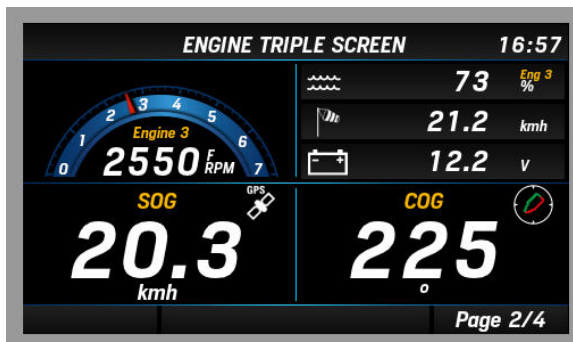 ENGINE TRIPLE SCREEN 16:57
0 1 2 3 4 5 6 7
Engine 3
2550 F RPM
73 Eng 3 %
21.2 kmh
12.2 V
SOG GPS
20.3
kmh
COG
225
°
Page 2/4